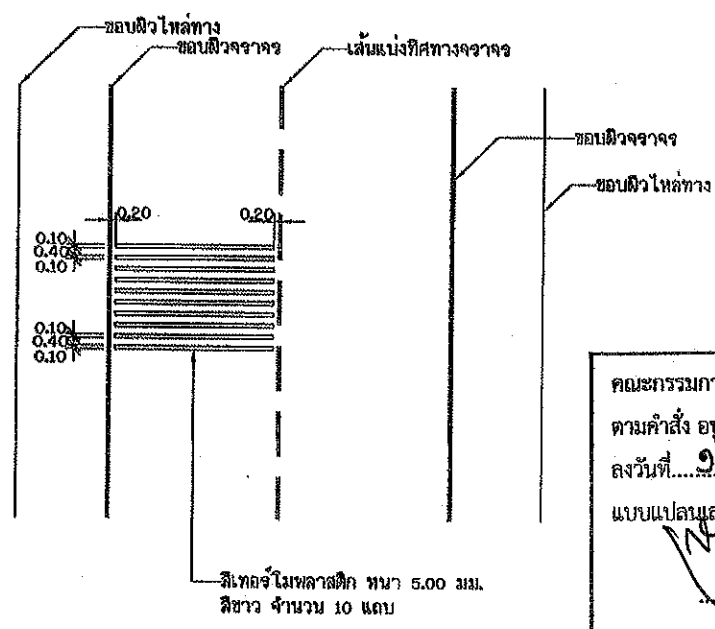 ขอบผิวไหล่ทาง
ขอบผิวจราจร
เส้นแบ่งทิศทางจราจร
ขอบผิวจราจร
ขอบผิวไหล่ทาง
0.20
0.20
0.10
0.40
0.10
0.10
0.40
0.10
สีเทอร์โมพลาสติก หนา 5.00 มม.
สีขาว จำนวน 10 แถบ
คณะกรรมกา
ตามคำสั่ง
ลงวันที่
แบบแปลน